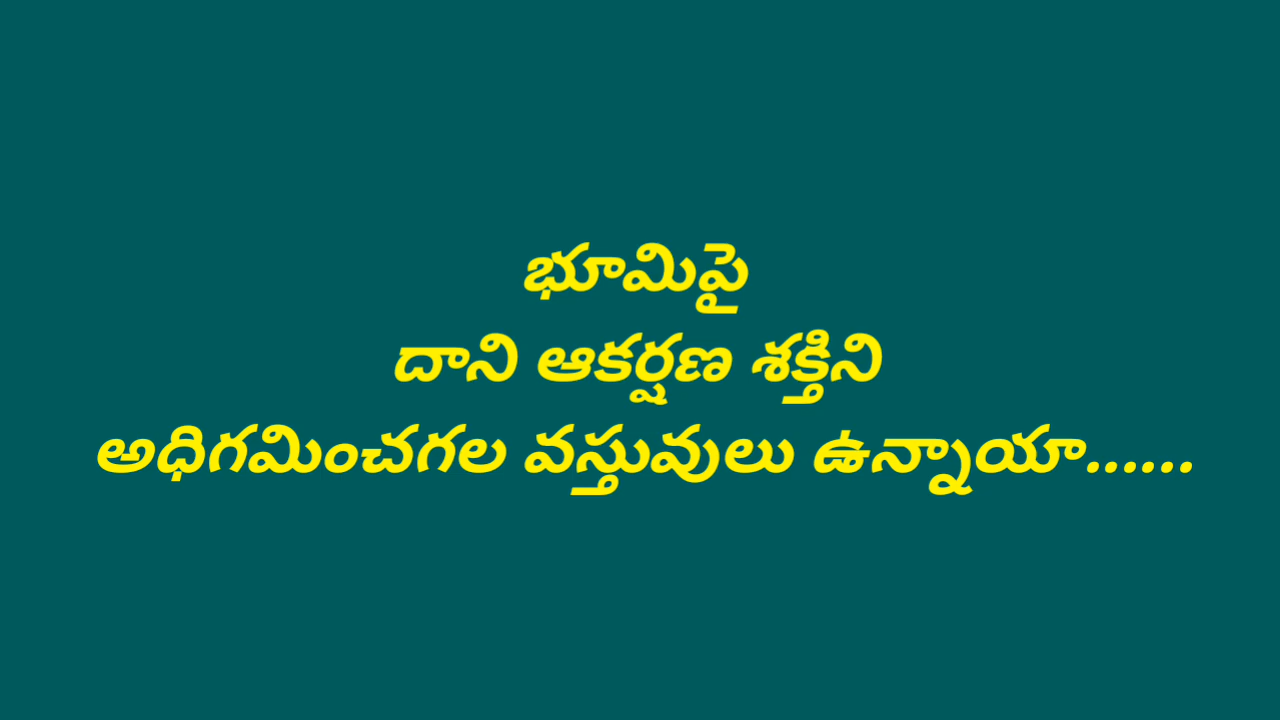 భూమిపై
దాని ఆకర్షణ శక్తిని
అధిగమించగల వస్తువులు ఉన్నాయా......